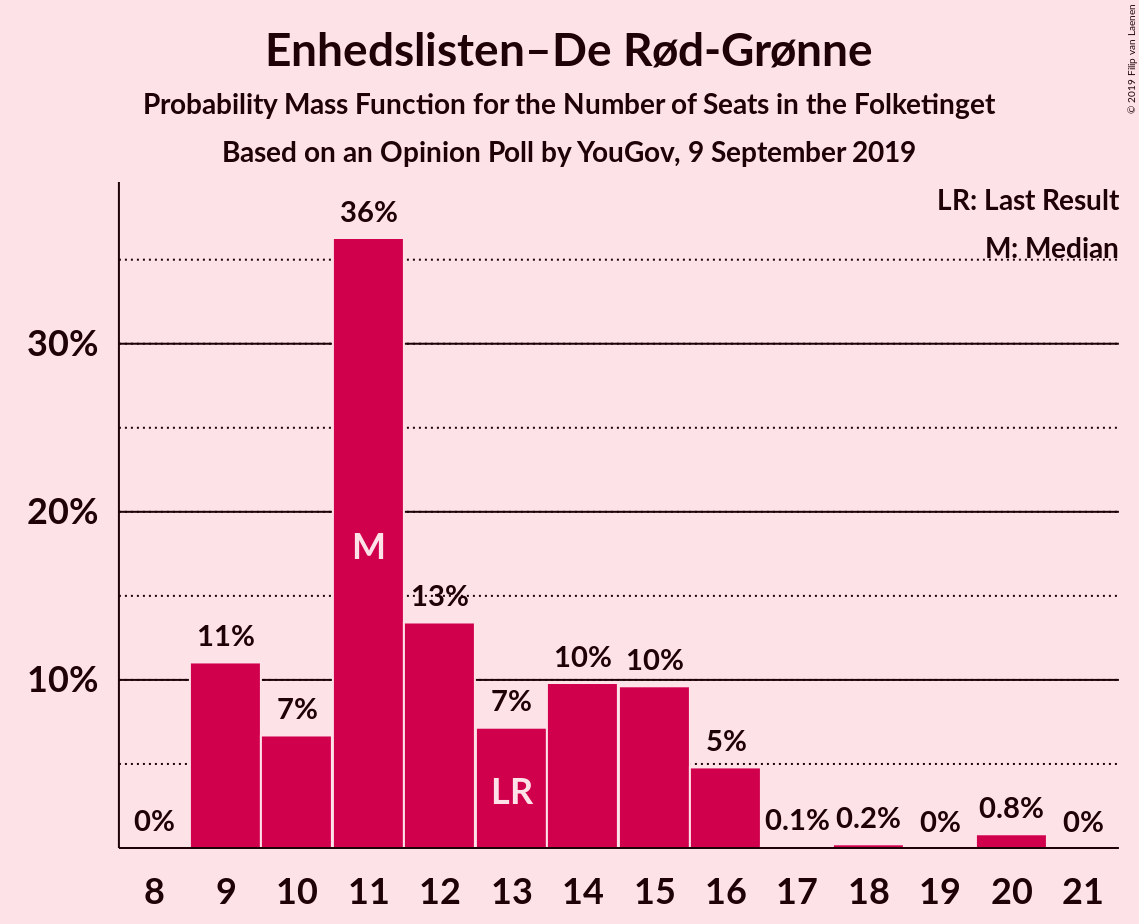 Enhedslisten–De Rød-Grønne
Probability Mass Function for the Number of Seats in the Folketinget
Based on an Opinion Poll by YouGov, 9 September 2019
© 2019 Filip van Laenen
LR: Last Result
M: Median
36%
30%
20%
M
13%
11%
10%
10%
10%
7%
7%
5%
LR
0%
0.1%
0.2%
0%
0.8%
0%
8 9 10 11 12 13 14 15 16 17 18 19 20 21